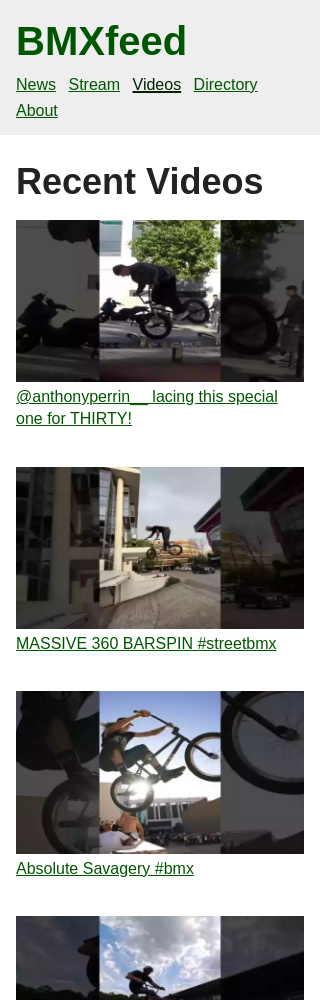 BMXfeed
News Stream Videos Directory
About
Recent Videos
@anthonyperrin__ lacing this special
one for THIRTY!
MASSIVE 360 BARSPIN #streetbmx
Absolute Savagery #bmx